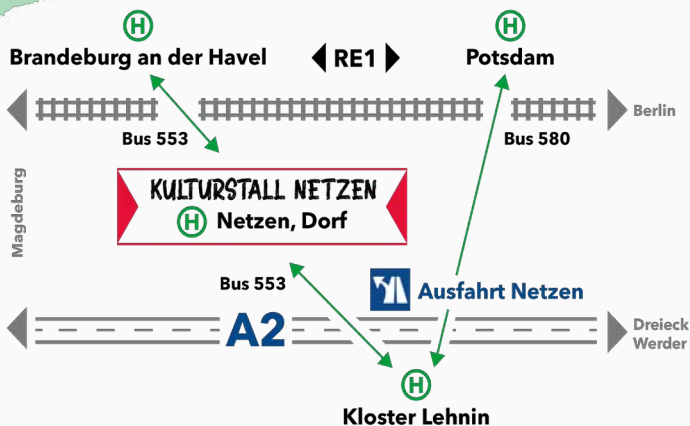 H
H
Brandeburg an der Havel
RE1
Potsdam
Berlin
Bus 553
Bus 580
Magdeburg
KULTURSTALL NETZEN
H Netzen, Dorf
Bus 553
Ausfahrt Netzen
A2
Dreieck
Werder
H
Kloster Lehnin